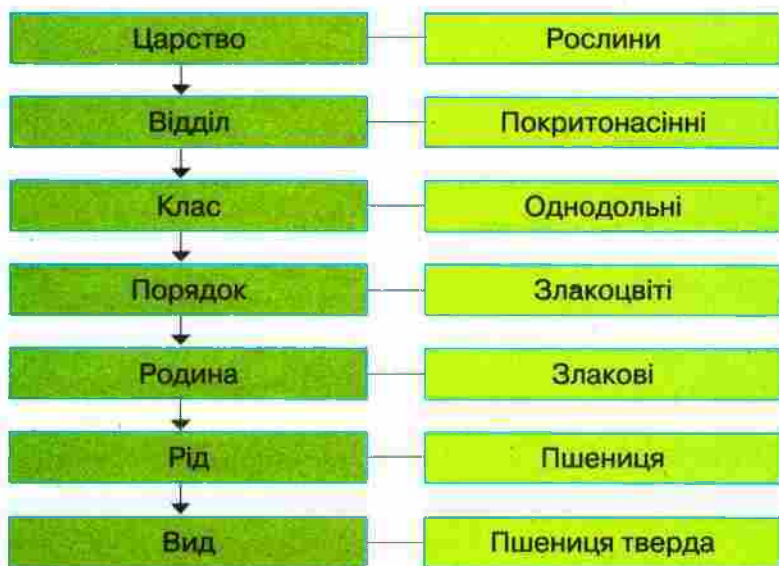 Царство
Рослини
Відділ
Покритонасінні
Клас
Однодольні
Порядок
Злакоцвіті
Родина
Злакові
Рід
Пшениця
Вид
Пшениця тверда